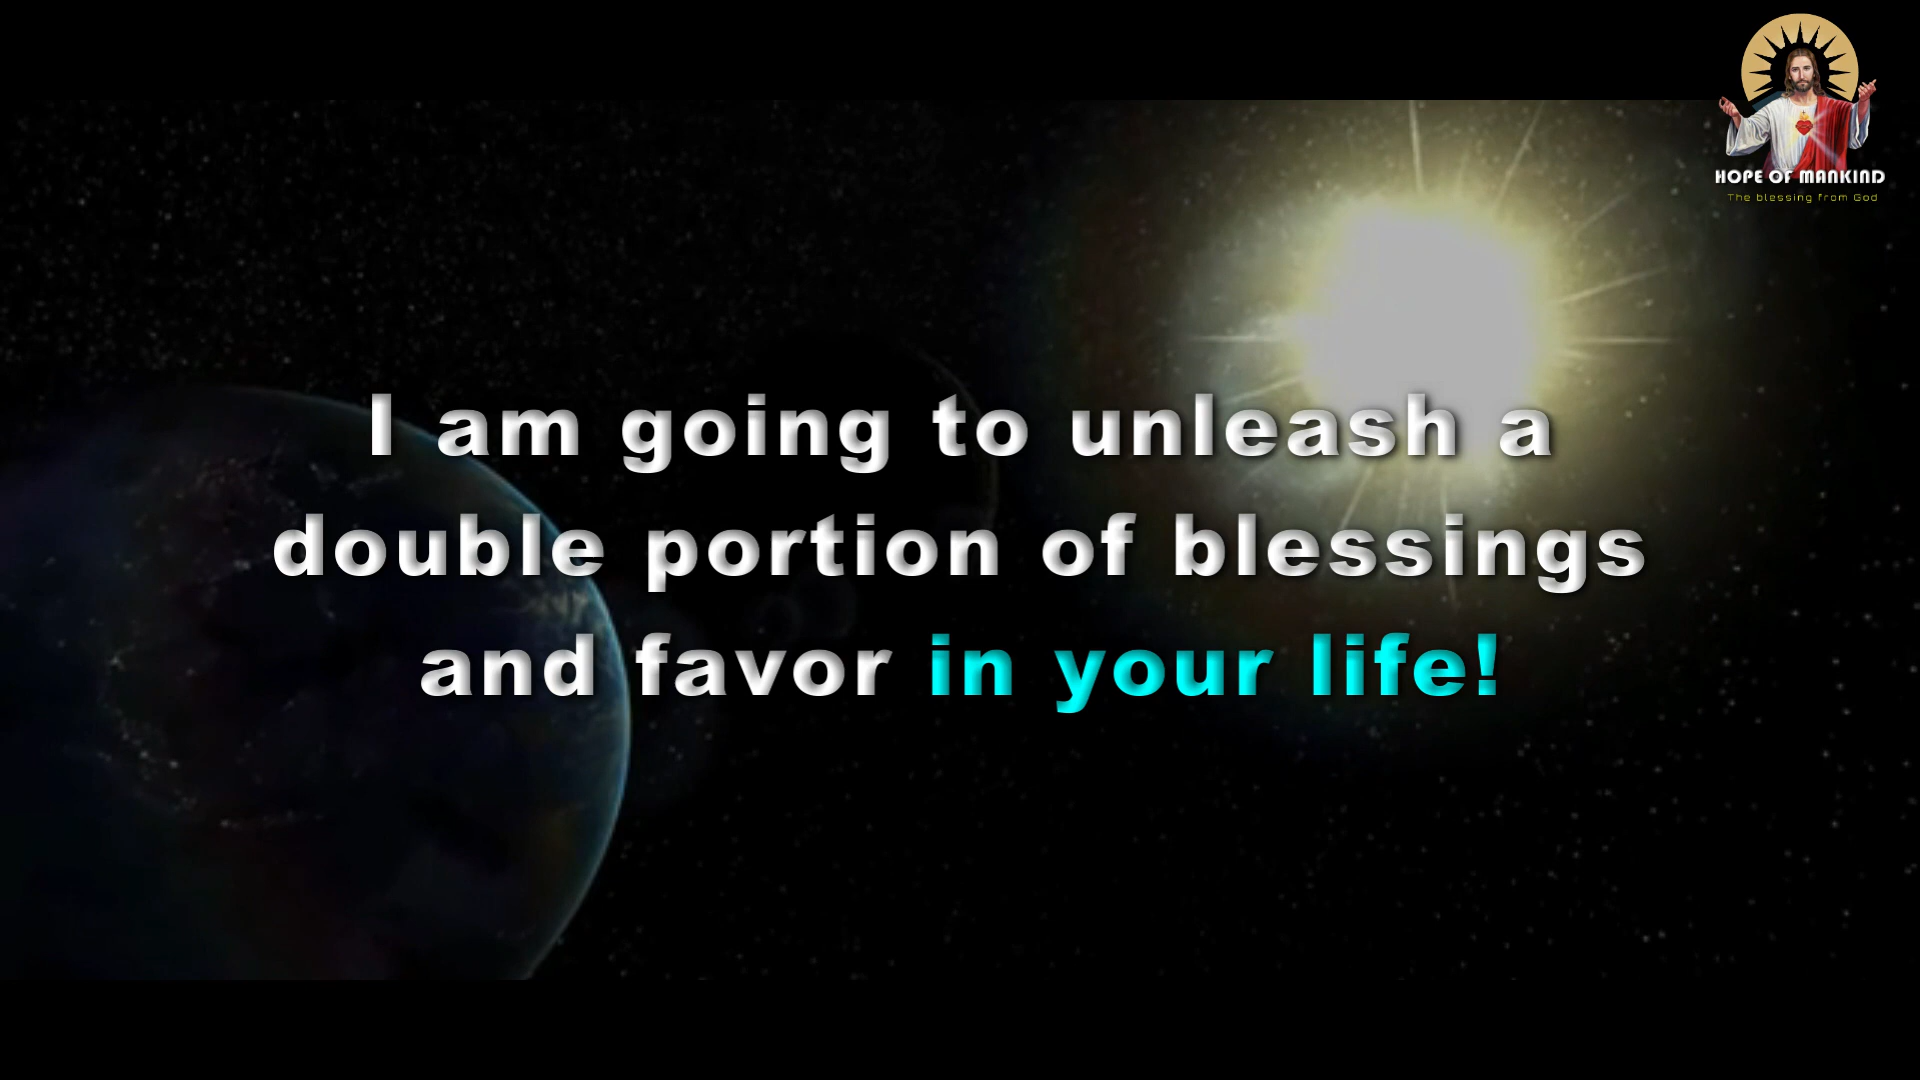 HOPE OF MANKIND
The blessing from God
I am going to unleash a
double portion of blessings
and favor in your life!